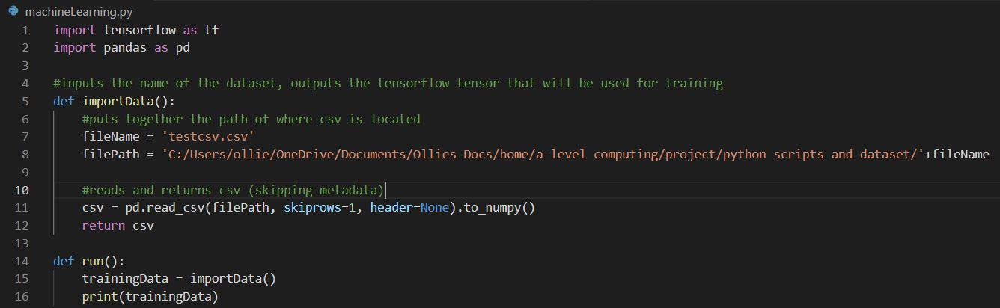 machineLearning.py
1 import tensorflow as tf
2 import pandas as pd
3
4 #inputs the name of the dataset, outputs the tensorflow tensor that will be used for training
5 def importData():
6     #puts together the path of where csv is located
7     fileName = 'testcsv.csv'
8     filePath = 'C:/Users/ollie/OneDrive/Documents/Ollies Docs/home/a-level computing/project/python scripts and dataset/'+fileName
9
10     #reads and returns csv (skipping metadata)
11     csv = pd.read_csv(filePath, skiprows=1, header=None).to_numpy()
12     return csv
13
14 def run():
15     trainingData = importData()
16     print(trainingData)